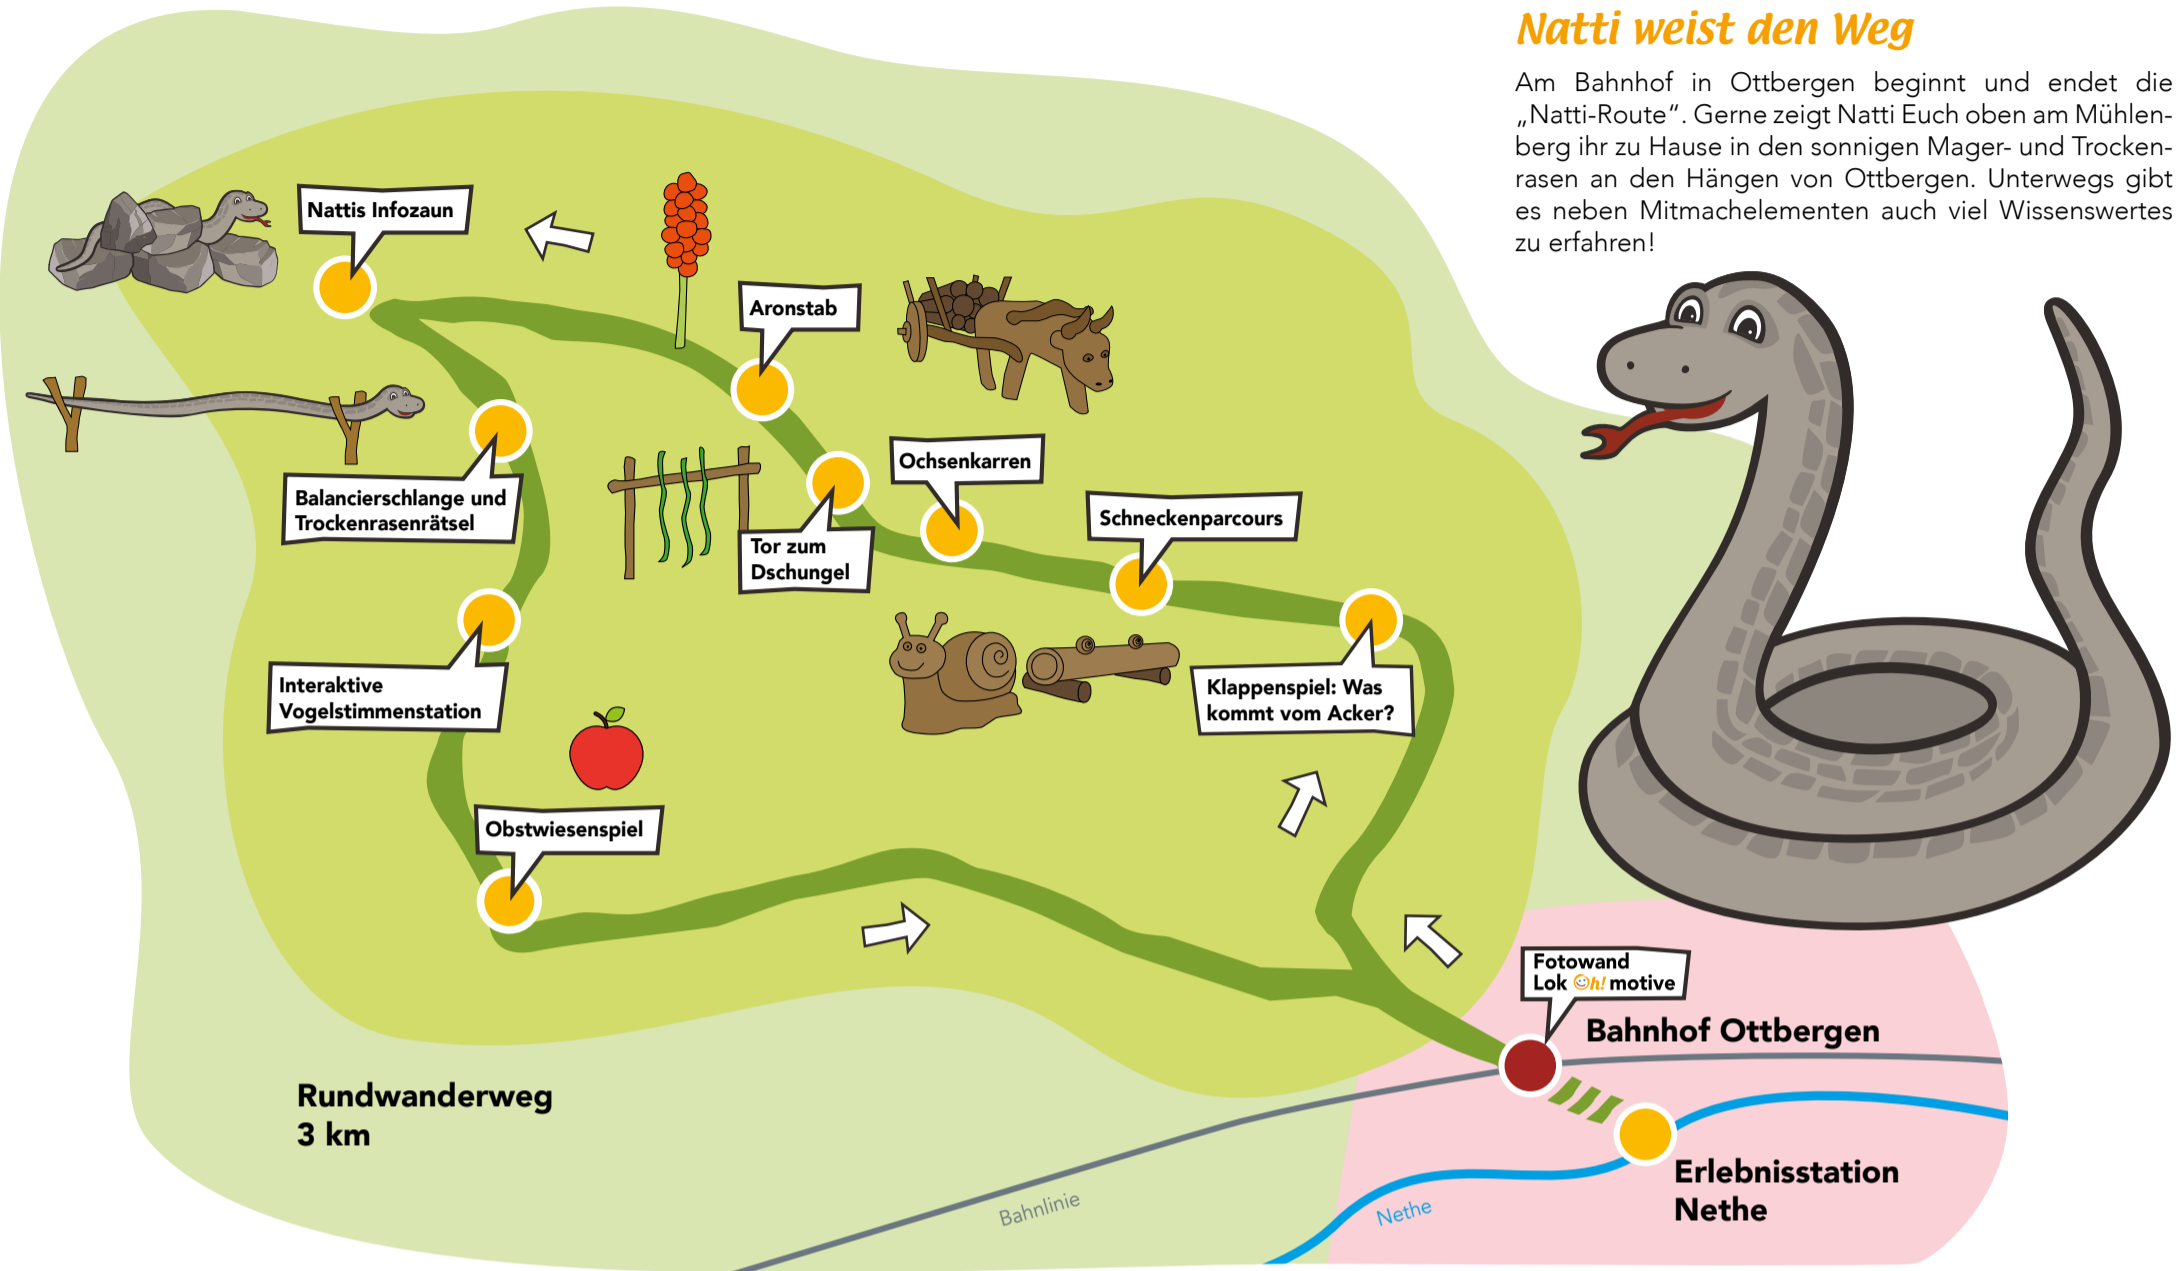 Natti weist den Weg
Am Bahnhof in Ottbergen beginnt und endet die
„Natti-Route“. Gerne zeigt Natti Euch oben am Mühlen-
berg ihr zu Hause in den sonnigen Mager- und Trocken-
rasen an den Hängen von Ottbergen. Unterwegs gibt
es neben Mitmachelementen auch viel Wissenswertes
zu erfahren!
Nattis Infozaun
Aronstab
Ochsenkarren
Balancierschlange und
Trockenrasenrätsel
Schneckenparcours
Tor zum
Dschungel
Interaktive
Vogelstimmenstation
Klappenspiel: Was
kommt vom Acker?
Obstwiesenspiel
Fotowand
Lok Oh! motive
Bahnhof Ottbergen
Rundwanderweg
3 km
Erlebnisstation
Nethe
Bahnlinie
Nethe